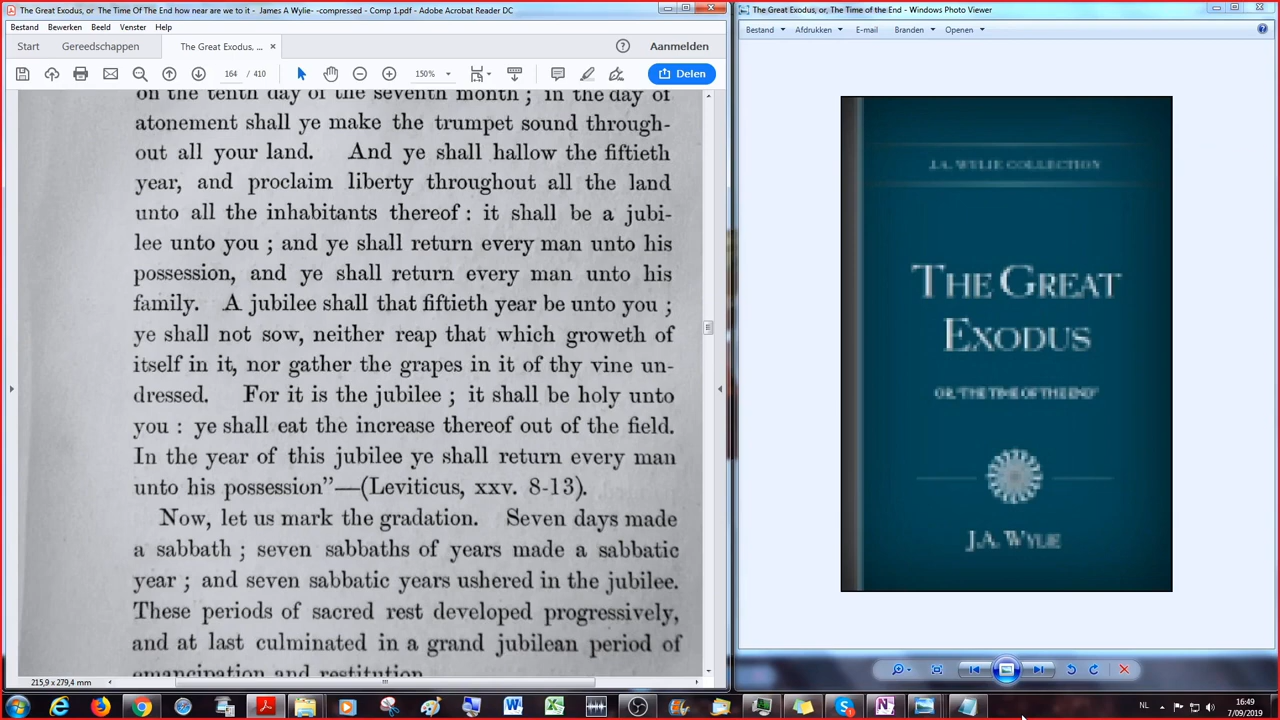 The Great Exodus, or The Time Of The End how near are we to it - James A Wylie- -compressed - Comp 1.pdf - Adobe Acrobat Reader DC
Bestand Bewerken Beeld Venster Help
Start Gereedschappen The Great Exodus, ... Aanmelden
164 / 410 150% Delen
on the tenth day of the seventh month ; in the day of
atonement shall ye make the trumpet sound through-
out all your land. And ye shall hallow the fiftieth
year, and proclaim liberty throughout all the land
unto all the inhabitants thereof : it shall be a jubi-
lee unto you ; and ye shall return every man unto his
possession, and ye shall return every man unto his
family. A jubilee shall that fiftieth year be unto you ;
ye shall not sow, neither reap that which groweth of
itself in it, nor gather the grapes in it of thy vine un-
dressed. For it is the jubilee ; it shall be holy unto
you : ye shall eat the increase thereof out of the field.
In the year of this jubilee ye shall return every man
unto his possession”—(Leviticus, xxv. 8-13).
Now, let us mark the gradation. Seven days made
a sabbath ; seven sabbaths of years made a sabbatic
year ; and seven sabbatic years ushered in the jubilee.
These periods of sacred rest developed progressively,
and at last culminated in a grand jubilean period of
emancipation and restitution
215,9 x 279,4 mm
The Great Exodus, or, The Time of the End - Windows Photo Viewer
Bestand Afdrukken E-mail Branden Openen
J.A. WYLIE COLLECTION
THE GREAT
EXODUS
OR, "THE TIME OF THE END"
J.A. WYLIE
NL 16:49
7/09/2019